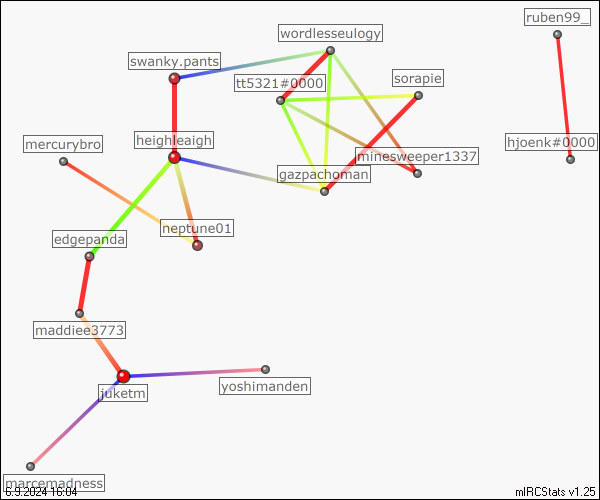 ruben99_
wordlesseulogy
swanky.pants
tt5321#0000
sorapie
mercurybro
heighleaigh
hjoenk#0000
minesweeper1337
gazpachoman
neptune01
edgepanda
maddiee3773
juketm
yoshimanden
marcemadness
6.9.2024 16:04
mIRCStats v1.25